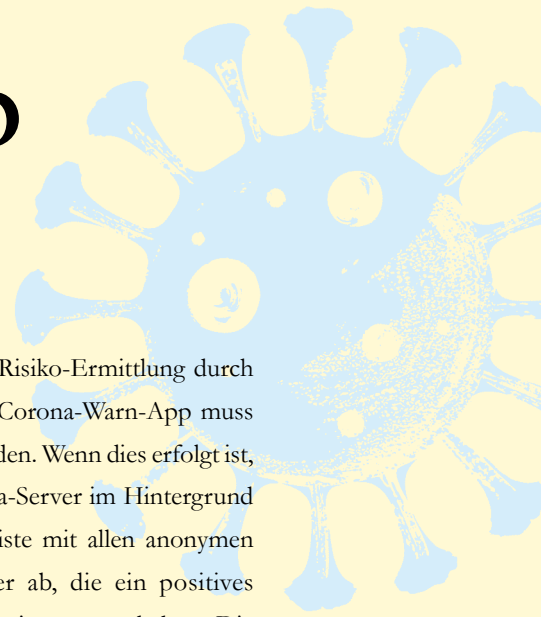 Risiko-Ermittlung durch
Corona-Warn-App muss
den. Wenn dies erfolgt ist,
a-Server im Hintergrund
iste mit allen anonymen
er ab, die ein positives